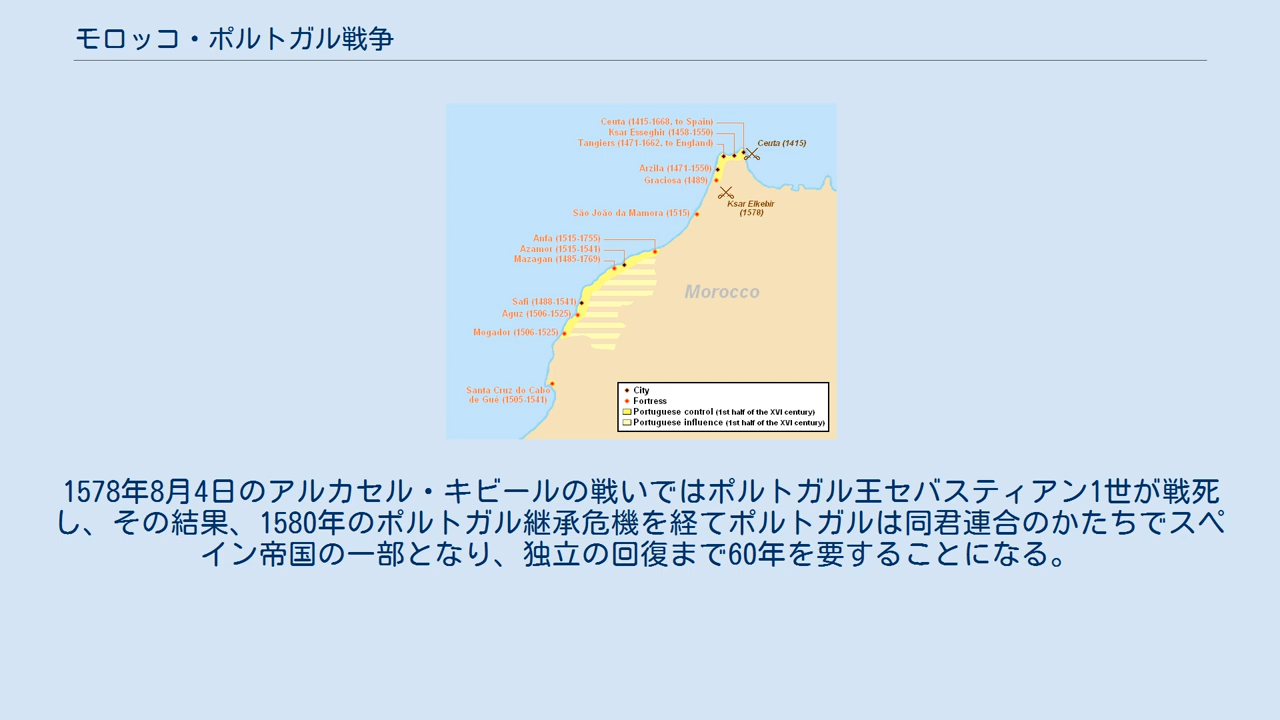 モロッコ・ポルトガル戦争
Ceuta (1415-1668, to Spain)
Ksar Esseghir (1458-1550)
Tangiers (1471-1662, to England)
Ceuta (1415)
Arzila (1471-1550)
Graciosa (1489)
Ksar Elkebir
(1578)
São João da Mamora (1515)
Anfa (1515-1755)
Azamor (1515-1541)
Mazagan (1485-1769)
Morocco
Safi (1488-1541)
Aguz (1506-1525)
Mogador (1506-1525)
Santa Cruz do Cabo
de Gué (1505-1541)
City
Fortress
Portuguese control (1st half of the XVI century)
Portuguese influence (1st half of the XVI century)
1578年8月4日のアルカセル・キビールの戦いではポルトガル王セバスティアン1世が戦死
し、その結果、1580年のポルトガル継承危機を経てポルトガルは同君連合のかたちでスペ
イン帝国の一部となり、独立の回復まで60年を要することになる。